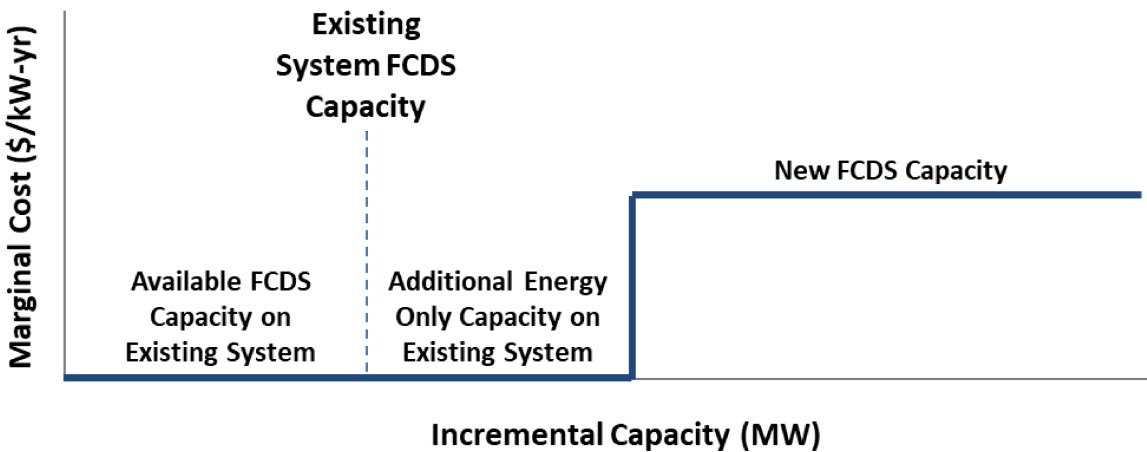 Existing
System FCDS
Capacity
Marginal Cost ($/kW-yr)
New FCDS Capacity
Available FCDS
Capacity on
Existing System
Additional Energy
Only Capacity on
Existing System
Incremental Capacity (MW)